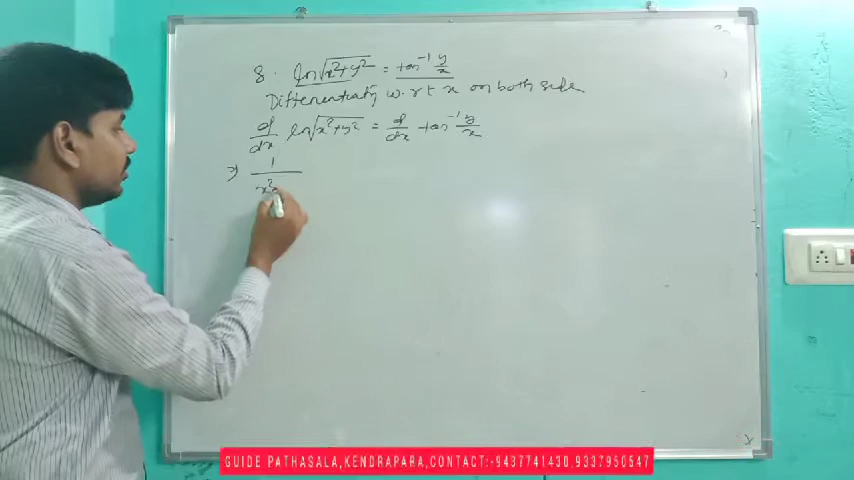 8. ln√x²+y² = tan⁻¹ y/x
Differentiating w.r.t x on both side
d/dx ln√x²+y² = d/dx tan⁻¹ y/x
⇒ 1/x²
GUIDE PATHASALA,KENDRAPARA,CONTACT:-9437741430,9337950547